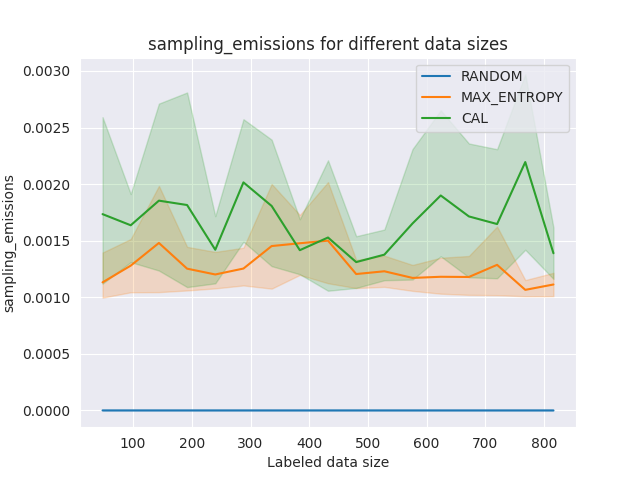 sampling_emissions for different data sizes
RANDOM
MAX_ENTROPY
CAL
sampling_emissions
0.0030
0.0025
0.0020
0.0015
0.0010
0.0005
0.0000
100 200 300 400 500 600 700 800
Labeled data size